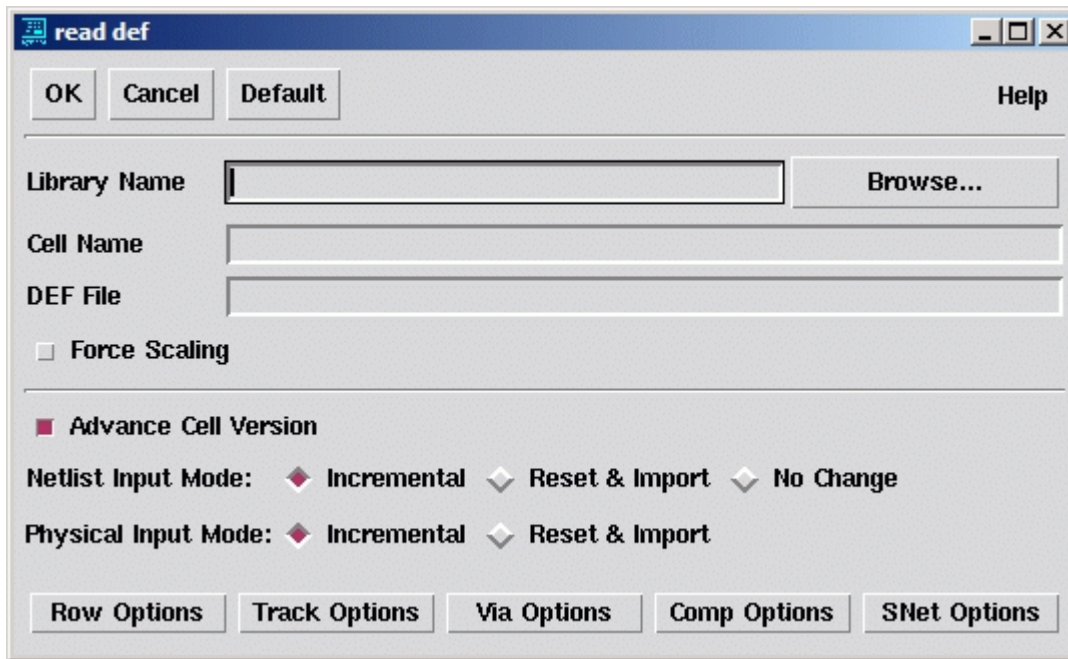 read def
OK Cancel Default Help
Library Name Browse...
Cell Name
DEF File
Force Scaling
Advance Cell Version
Netlist Input Mode: Incremental Reset & Import No Change
Physical Input Mode: Incremental Reset & Import
Row Options Track Options Via Options Comp Options SNet Options